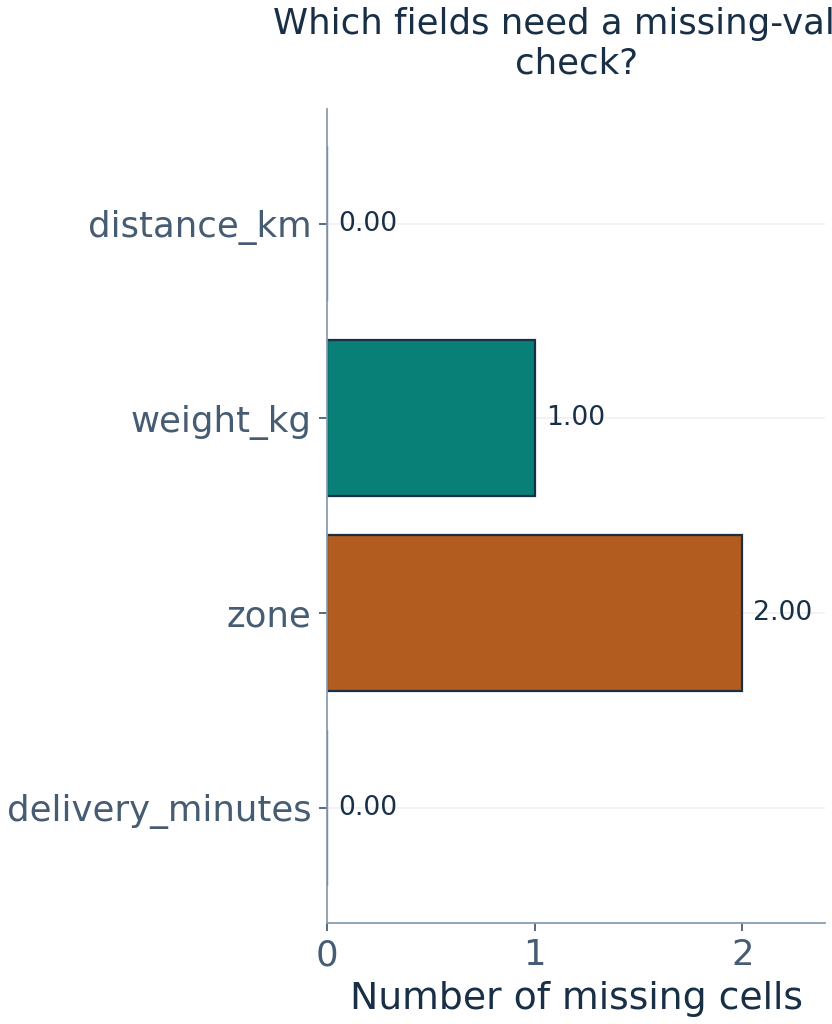 Which fields need a missing-val
check?
distance_km
0.00
weight_kg
1.00
zone
2.00
delivery_minutes
0.00
0 1 2
Number of missing cells